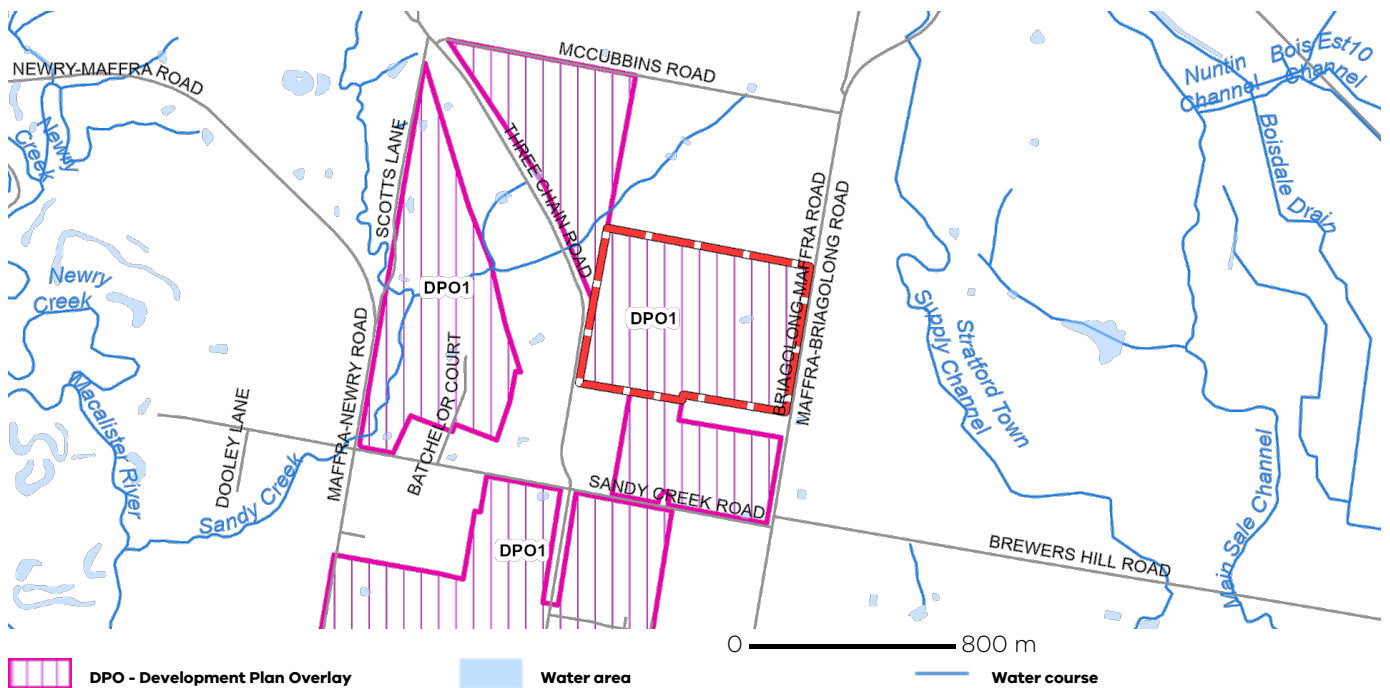 MCCUBBINS ROAD
NEWRY-MAFFRA ROAD
Nuntin
Channel
Bois Est10
Channel
Boisdale Drain
Newry
Creek
SCOTTS LANE
THREE CHAIN ROAD
BRIAGOLONG-MAFFRA ROAD
MAFFRA-BRIAGOLONG ROAD
Newry
Creek
DPO1
DPO1
Stratford Town
Supply Channel
MAFFRA-NEWRY ROAD
BATCHELOR COURT
Macalister River
DOOLEY LANE
Sandy Creek
SANDY CREEK ROAD
Main Sale Channel
DPO1
BREWERS HILL ROAD
0 800 m
DPO - Development Plan Overlay
Water area
Water course